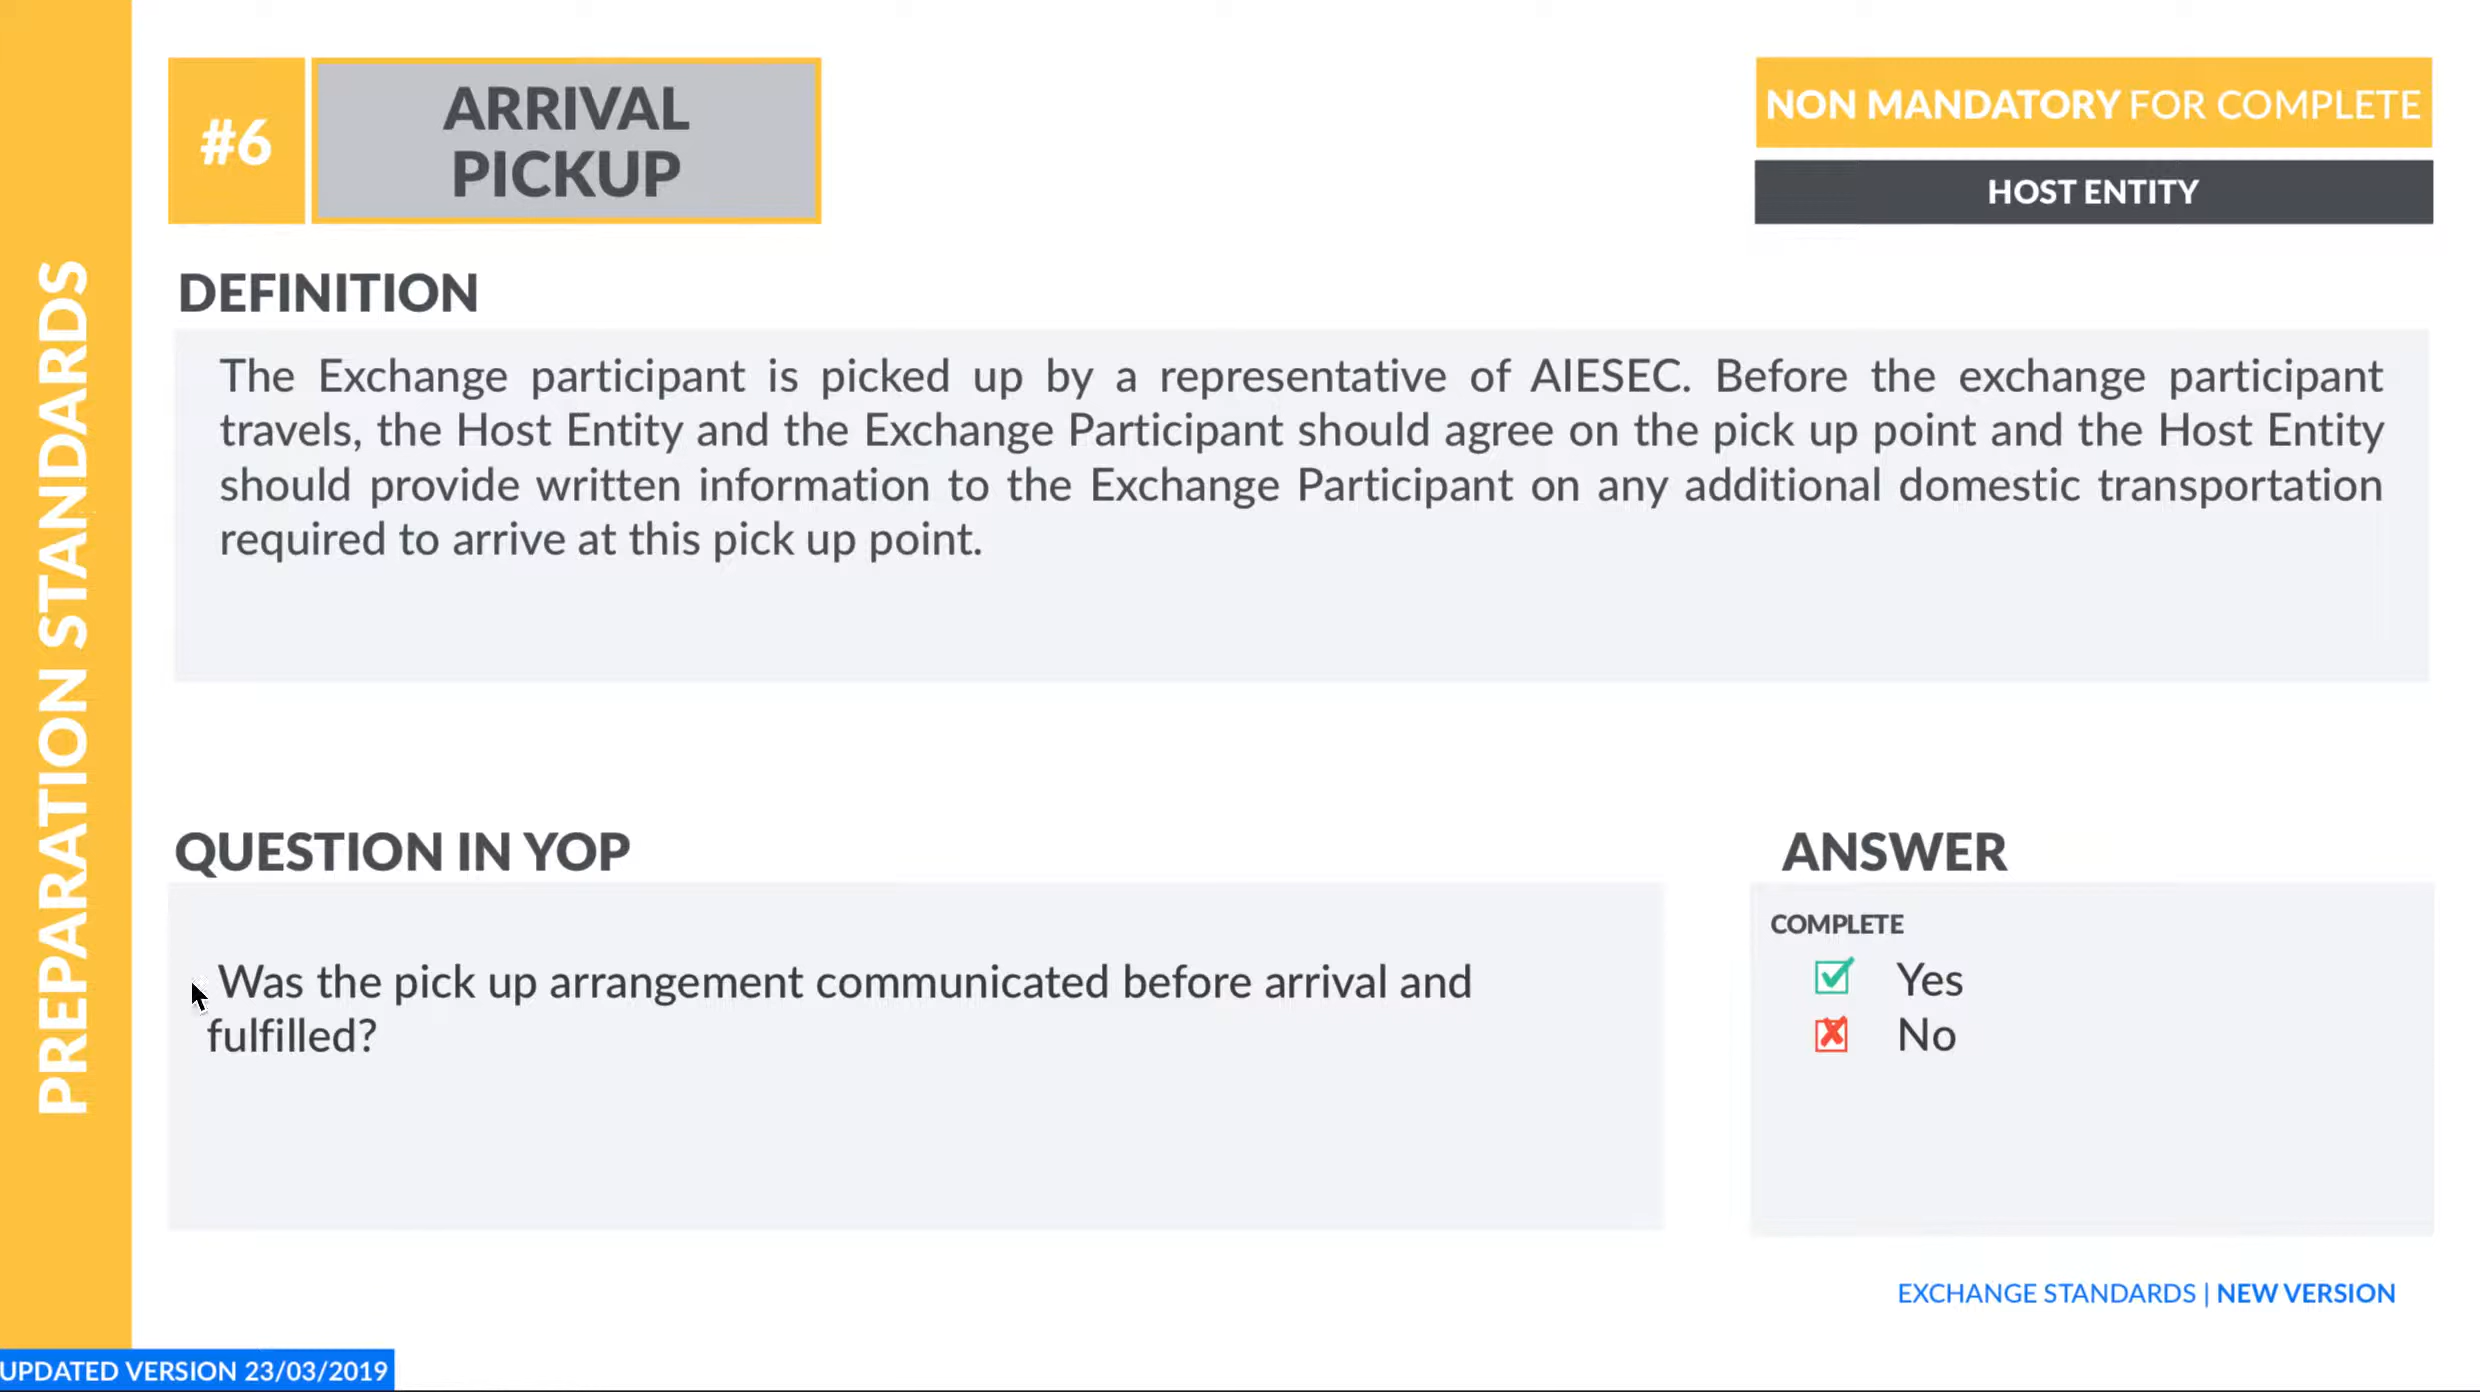 #6
ARRIVAL
PICKUP
NON MANDATORY FOR COMPLETE
HOST ENTITY
PREPARATION STANDARDS
DEFINITION
The Exchange participant is picked up by a representative of AIESEC. Before the exchange participant
travels, the Host Entity and the Exchange Participant should agree on the pick up point and the Host Entity
should provide written information to the Exchange Participant on any additional domestic transportation
required to arrive at this pick up point.
QUESTION IN YOP
Was the pick up arrangement communicated before arrival and
fulfilled?
ANSWER
COMPLETE
Yes
No
EXCHANGE STANDARDS | NEW VERSION
UPDATED VERSION 23/03/2019